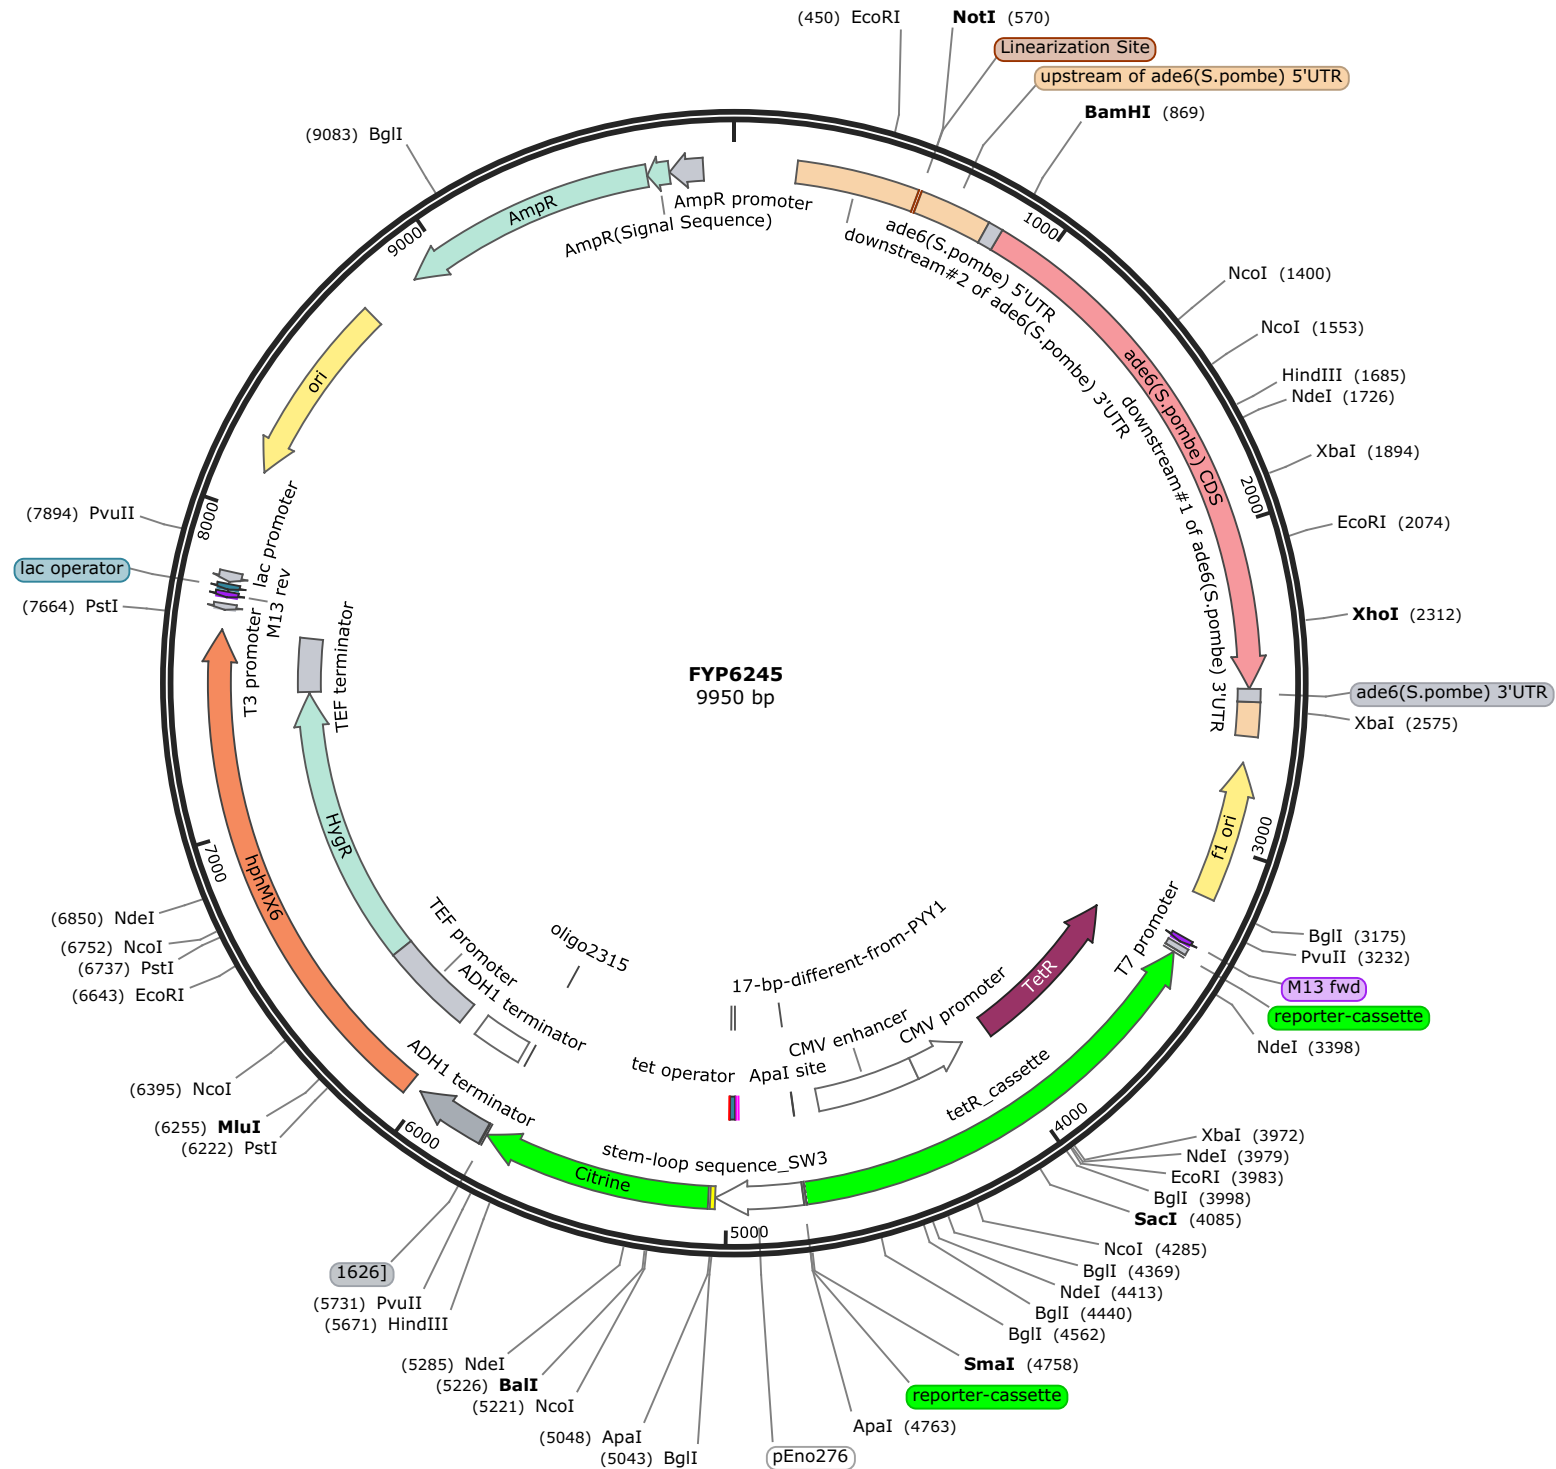 (450) EcoRI
NotI (570)
Linearization Site
upstream of ade6(S.pombe) 5'UTR
BamHI (869)
(9083) BglI
1000
9000
AmpR
AmpR promoter
AmpR(Signal Sequence)
ade6(S.pombe) 5'UTR
downstream#2 of ade6(S.pombe) 3'UTR
NcoI (1400)
NcoI (1553)
HindIII (1685)
NdeI (1726)
ade6(S.pombe) CDS
downstream#1 of ade6(S.pombe) 3'UTR
XbaI (1894)
2000
EcoRI (2074)
XhoI (2312)
ade6(S.pombe) 3'UTR
XbaI (2575)
ori
8000
(7894) PvuII
lac operator
(7664) PstI
lac promoter
M13 rev
T3 promoter
TEF terminator
FYP6245
9950 bp
f1 ori
3000
HygR
hphMX6
7000
T7 promoter
BglI (3175)
PvuII (3232)
M13 fwd
reporter-cassette
NdeI (3398)
(6850) NdeI
(6752) NcoI
(6737) PstI
(6643) EcoRI
TEF promoter
ADH1 terminator
oligo2315
17-bp-different-from-PYY1
TetR
CMV promoter
CMV enhancer
ApaI site
tet operator
tetR_cassette
(6395) NcoI
(6255) MluI
(6222) PstI
ADH1 terminator
6000
4000
XbaI (3972)
NdeI (3979)
EcoRI (3983)
BglI (3998)
SacI (4085)
stem-loop sequence_SW3
Citrine
5000
NcoI (4285)
BglI (4369)
NdeI (4413)
BglI (4440)
BglI (4562)
1626]
(5731) PvuII
(5671) HindIII
(5285) NdeI
(5226) BalI
(5221) NcoI
(5048) ApaI
(5043) BglI
SmaI (4758)
reporter-cassette
ApaI (4763)
pEno276